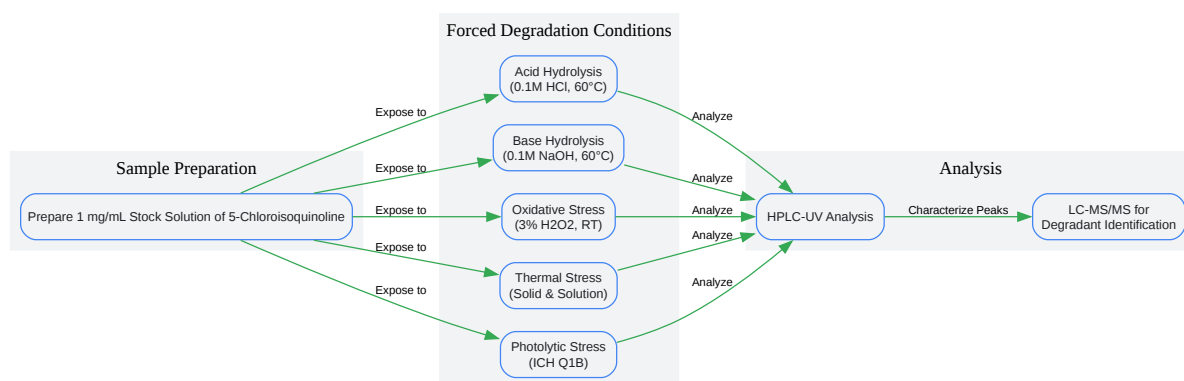 Sample Preparation
Prepare 1 mg/mL Stock Solution of 5-Chloroisoquinoline
Expose to
Expose to
Expose to
Expose to
Expose to
Forced Degradation Conditions
Acid Hydrolysis
(0.1M HCl, 60°C)
Base Hydrolysis
(0.1M NaOH, 60°C)
Oxidative Stress
(3% H2O2, RT)
Thermal Stress
(Solid & Solution)
Photolytic Stress
(ICH Q1B)
Analyze
Analyze
Analyze
Analyze
Analyze
Analysis
HPLC-UV Analysis
Characterize Peaks
LC-MS/MS for
Degradant Identification